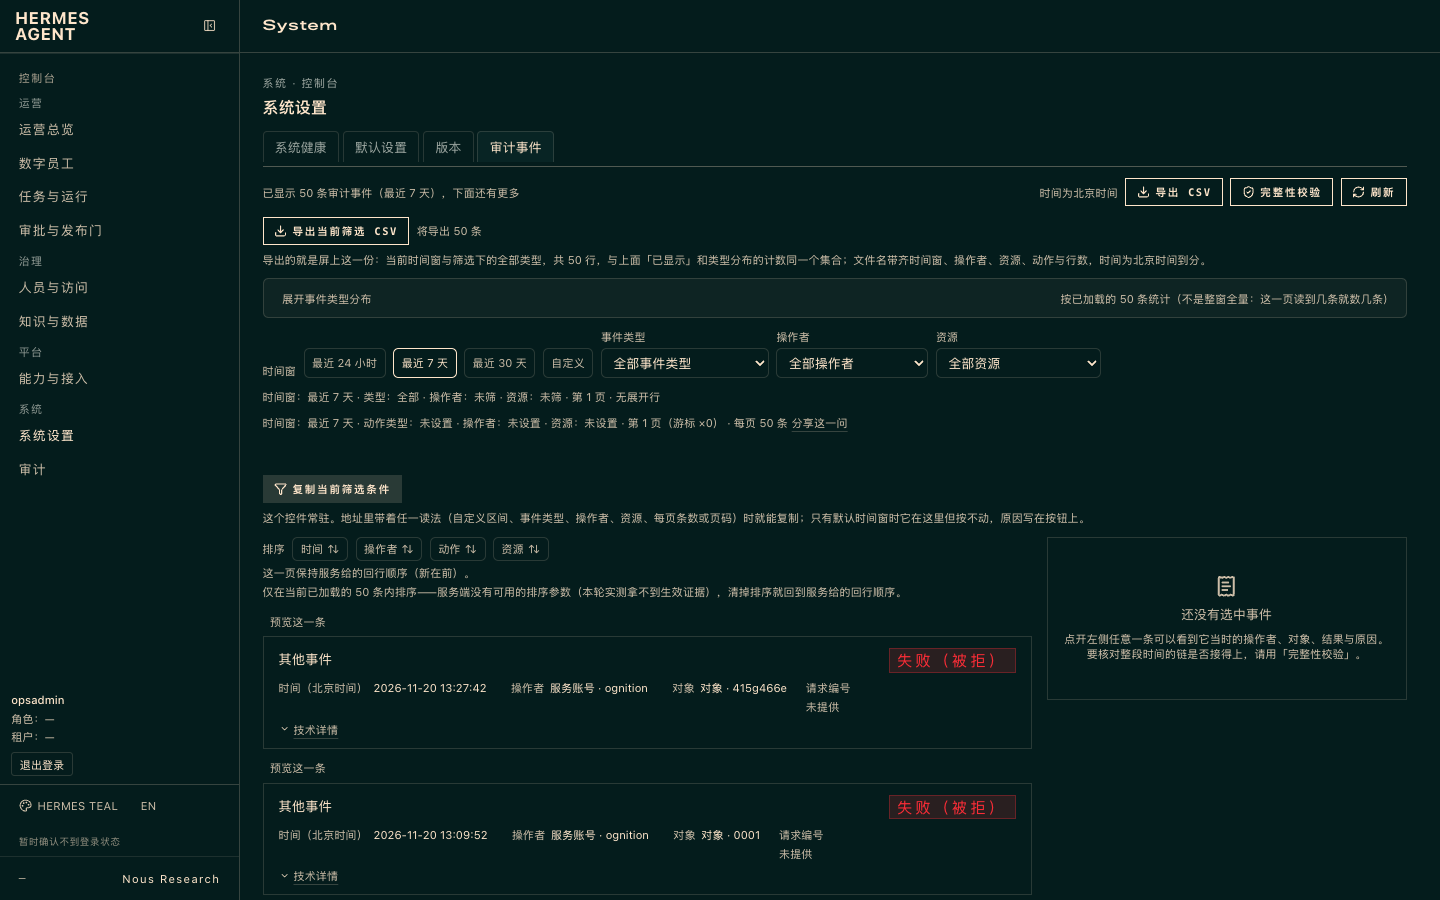 HERMES
AGENT
System
控制台
运营
运营总览
数字员工
任务与运行
审批与发布门
治理
人员与访问
知识与数据
平台
能力与接入
系统
系统设置
审计
opsadmin
角色： —
租户： —
退出登录
HERMES TEAL EN
暂时确认不到登录状态
— Nous Research
系统 · 控制台
系统设置
系统健康 默认设置 版本 审计事件
已显示 50 条审计事件（最近 7 天），下面还有更多
时间为北京时间 导出 CSV 完整性校验 刷新
导出当前筛选 CSV 将导出 50 条
导出的就是屏上这一份：当前时间窗与筛选下的全部类型，共 50 行，与上面「已显示」和类型分布的计数同一个集合；文件名带齐时间窗、操作者、资源、动作与行数，时间为北京时间到分。
展开事件类型分布 按已加载的 50 条统计（不是整窗全量：这一页读到几条就数几条）
事件类型 操作者 资源
时间窗 最近 24 小时 最近 7 天 最近 30 天 自定义 全部事件类型 全部操作者 全部资源
时间窗：最近 7 天 · 类型：全部 · 操作者：未筛 · 资源：未筛 · 第 1 页 · 无展开行
时间窗：最近 7 天 · 动作类型：未设置 · 操作者：未设置 · 资源：未设置 · 第 1 页（游标 ×0） · 每页 50 条 分享这一问
复制当前筛选条件
这个控件常驻。地址里带着任一读法（自定义区间、事件类型、操作者、资源、每页条数或页码）时就能复制；只有默认时间窗时它在这里但按不动，原因写在按钮上。
排序 时间 ⇅ 操作者 ⇅ 动作 ⇅ 资源 ⇅
这一页保持服务给的回行顺序（新在前）。
仅在当前已加载的 50 条内排序——服务端没有可用的排序参数（本轮实测拿不到生效证据），清掉排序就回到服务给的回行顺序。
预览这一条
其他事件 失败（被拒）
时间（北京时间） 2026-11-20 13:27:42 操作者 服务账号 · ognition 对象 对象 · 415g466e 请求编号
未提供
技术详情
预览这一条
其他事件 失败（被拒）
时间（北京时间） 2026-11-20 13:09:52 操作者 服务账号 · ognition 对象 对象 · 0001 请求编号
未提供
技术详情
还没有选中事件
点开左侧任意一条可以看到它当时的操作者、对象、结果与原因。
要核对整段时间的链是否接得上，请用「完整性校验」。